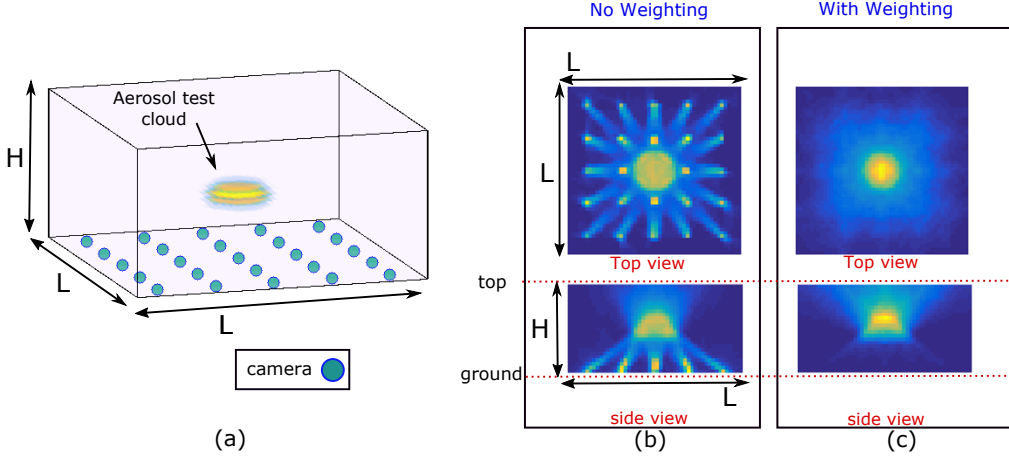 Aerosol test
cloud
H
L
L
camera
(a)
No Weighting
L
L
Top view
top
H
ground
L
side view
(b)
With Weighting
Top view
side view
(c)